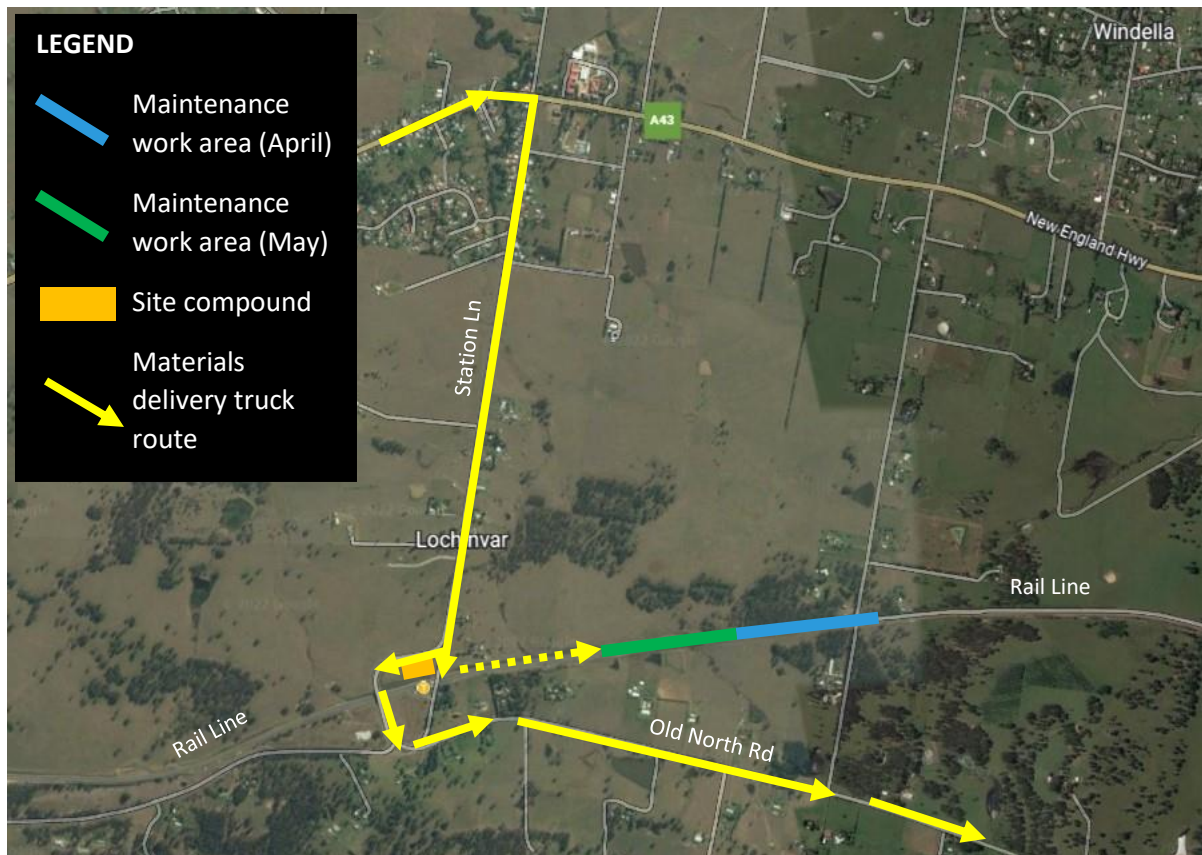 LEGEND
Maintenance
work area (April)
Maintenance
work area (May)
Site compound
Materials
delivery truck
route
Windella
A43
New England Hwy
Station Ln
Lochinvar
Rail Line
Rail Line
Old North Rd